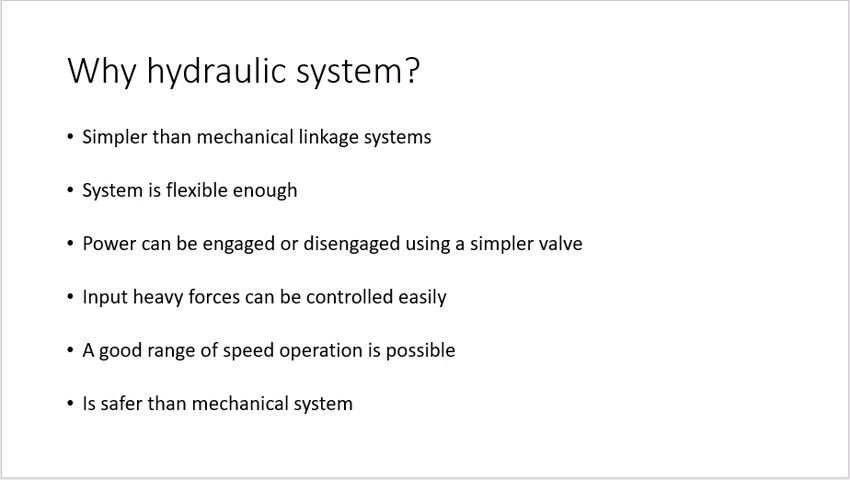 Why hydraulic system?
• Simpler than mechanical linkage systems
• System is flexible enough
• Power can be engaged or disengaged using a simpler valve
• Input heavy forces can be controlled easily
• A good range of speed operation is possible
• Is safer than mechanical system